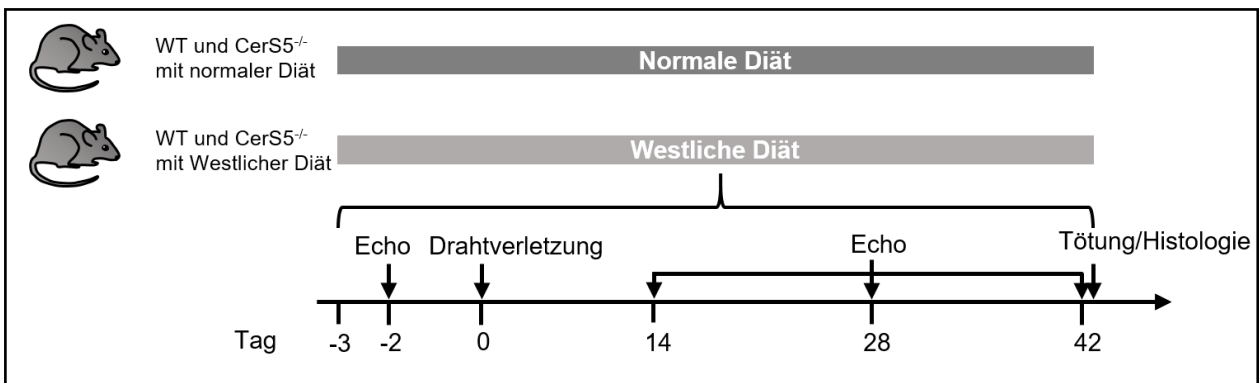 WT und CerS5-/-
mit normaler Diät
Normale Diät
WT und CerS5-/-
mit Westlicher Diät
Westliche Diät
Echo
Drahtverletzung
Echo
Tötung/Histologie
Tag
-3
-2
0
14
28
42